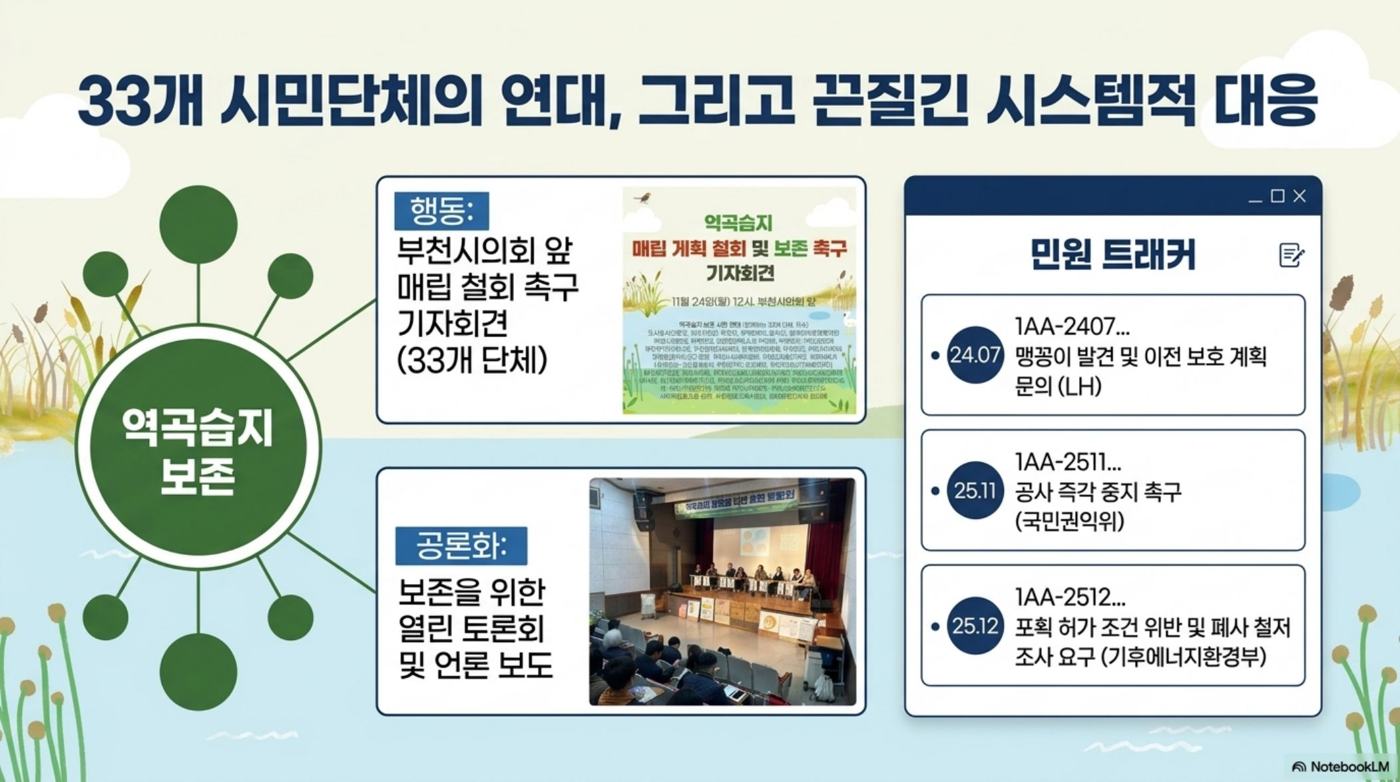 33개 시민단체의 연대, 그리고 끈질긴 시스템적 대응
역곡습지
보존
행동:
부천시의회 앞
매립 철회 촉구
기자회견
(33개 단체)
역곡습지
매립 계획 철회 및 보존 촉구
기자회견
11월 24일(월) 12시, 부천시의회 앞
공론화:
보존을 위한
열린 토론회
및 언론 보도
민원 트래커
24.07
1AA-2407...
맹꽁이 발견 및 이전 보호 계획
문의 (LH)
25.11
1AA-2511...
공사 즉각 중지 촉구
(국민권익위)
25.12
1AA-2512...
포획 허가 조건 위반 및 폐사 철저
조사 요구 (기후에너지환경부)
NotebookLM